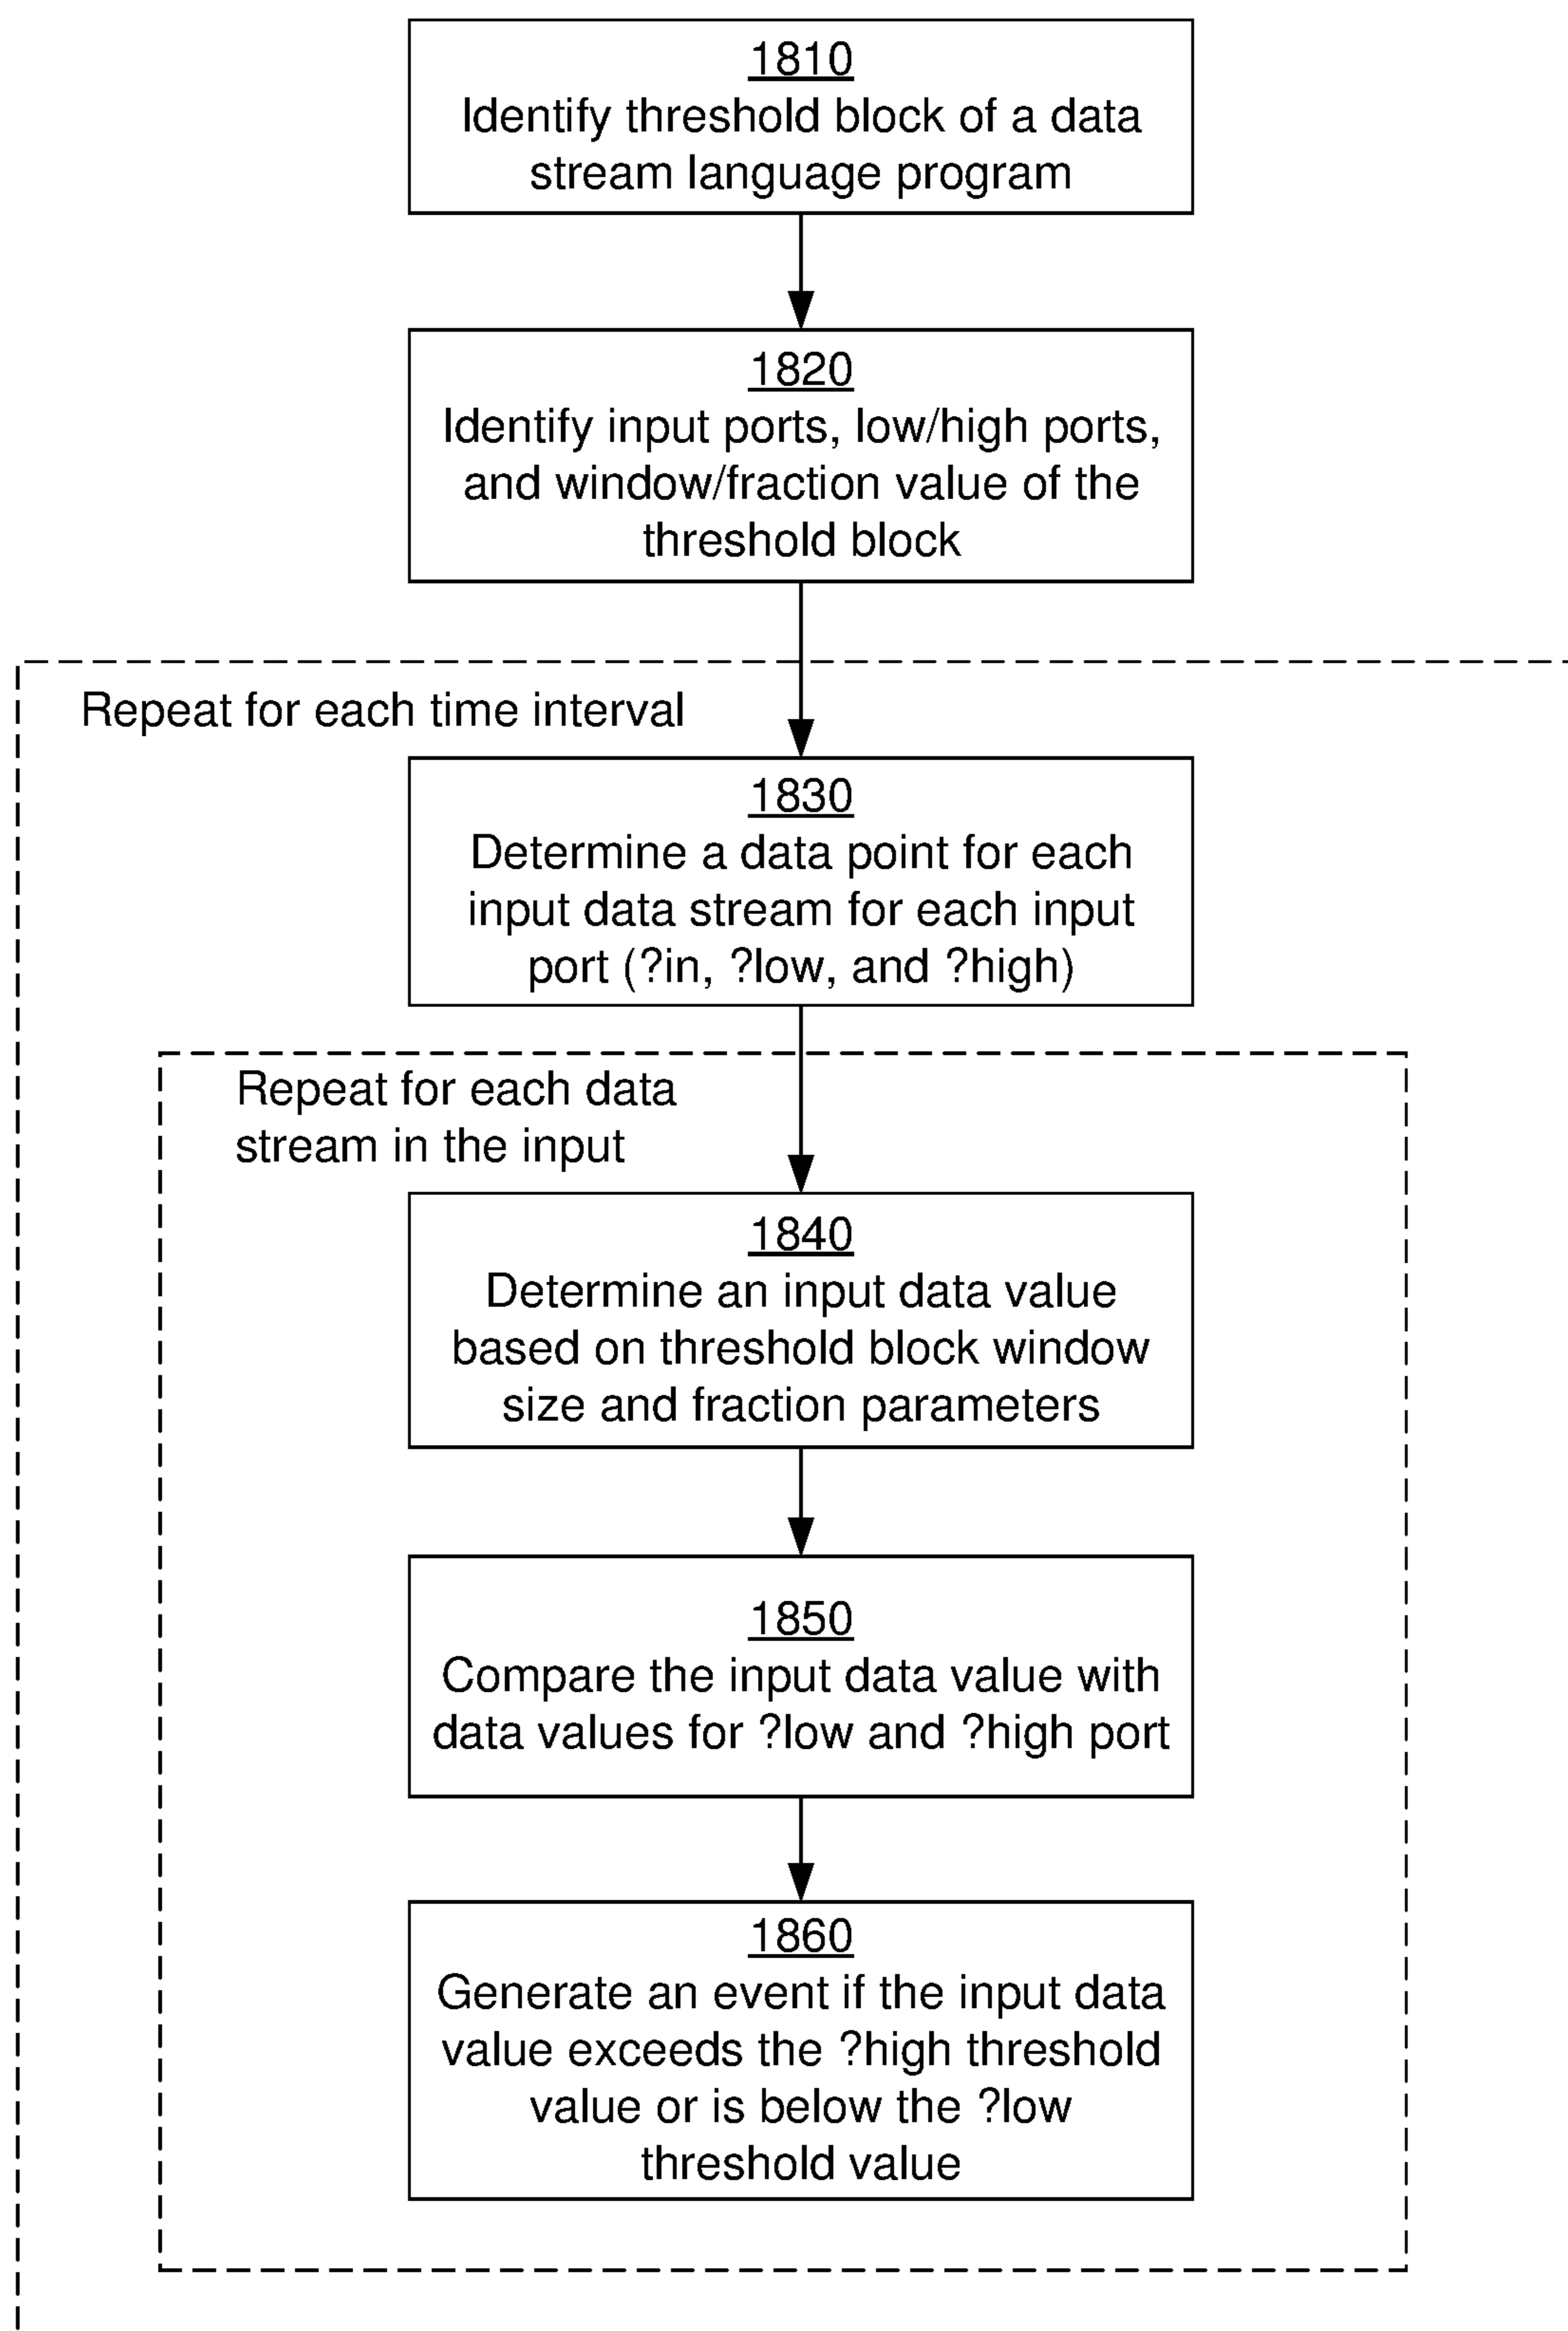 1810
Identify threshold block of a data
stream language program
1820
Identify input ports, low/high ports,
and window/fraction value of the
threshold block
Repeat for each time interval
1830
Determine a data point for each
input data stream for each input
port (?in, ?low, and ?high)
Repeat for each data
stream in the input
1840
Determine an input data value
based on threshold block window
size and fraction parameters
1850
Compare the input data value with
data values for ?low and ?high port
1860
Generate an event if the input data
value exceeds the ?high threshold
value or is below the ?low
threshold value